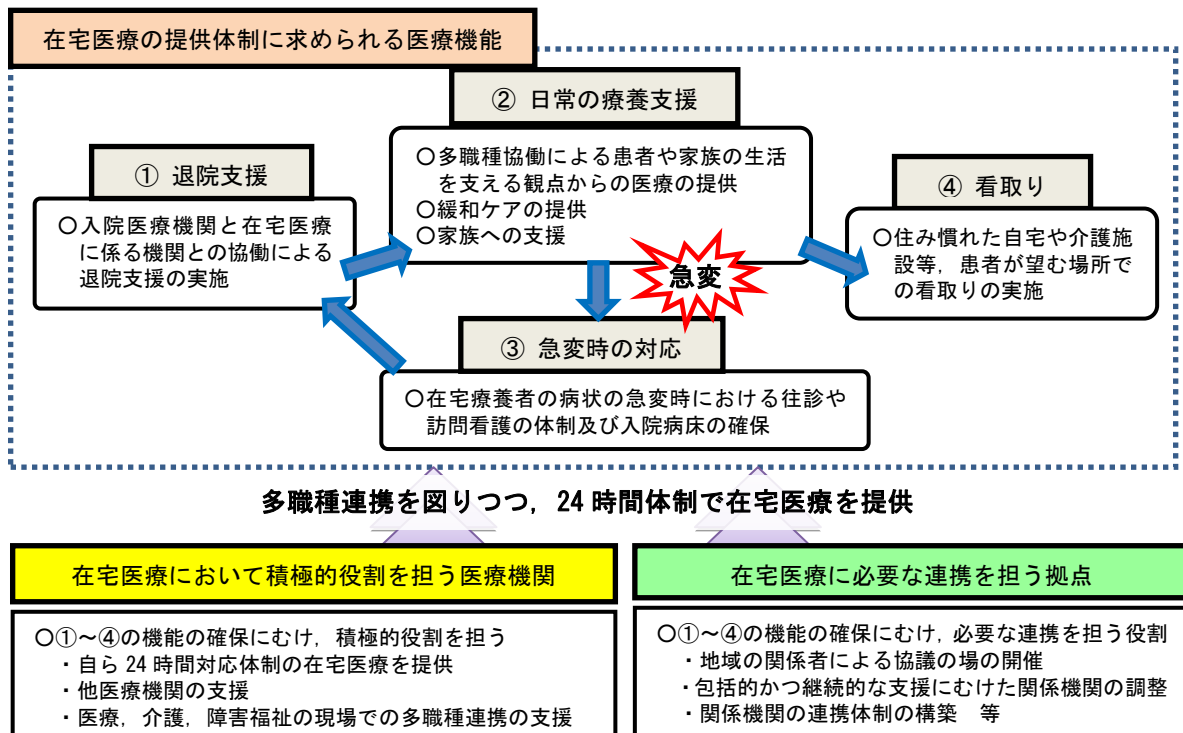 在宅医療の提供体制に求められる医療機能
② 日常の療養支援
○多職種協働による患者や家族の生活
を支える観点からの医療の提供
○緩和ケアの提供
○家族への支援
① 退院支援
○入院医療機関と在宅医療
に係る機関との協働による
退院支援の実施
④ 看取り
○住み慣れた自宅や介護施
設等，患者が望む場所で
の看取りの実施
急変
③ 急変時の対応
○在宅療養者の病状の急変時における往診や
訪問看護の体制及び入院病床の確保
多職種連携を図りつつ，24 時間体制で在宅医療を提供
在宅医療において積極的役割を担う医療機関
○①～④の機能の確保にむけ，積極的役割を担う
・自ら 24 時間対応体制の在宅医療を提供
・他医療機関の支援
・医療，介護，障害福祉の現場での多職種連携の支援
在宅医療に必要な連携を担う拠点
○①～④の機能の確保にむけ，必要な連携を担う役割
・地域の関係者による協議の場の開催
・包括的かつ継続的な支援にむけた関係機関の調整
・関係機関の連携体制の構築　等